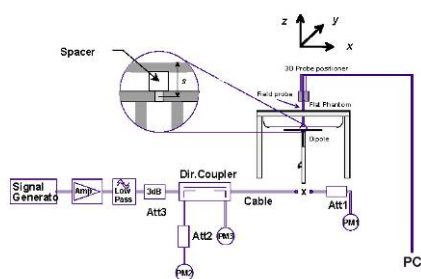 z
y
x
Spacer
s
3D Probe positioner
Field probe
Flat Phantom
Dipole
Signal
Generato
Amp
Low
Pass
3dB
Att3
Dir.Coupler
Cable
x
Att1
PM1
Att2
PM3
PM2
PC